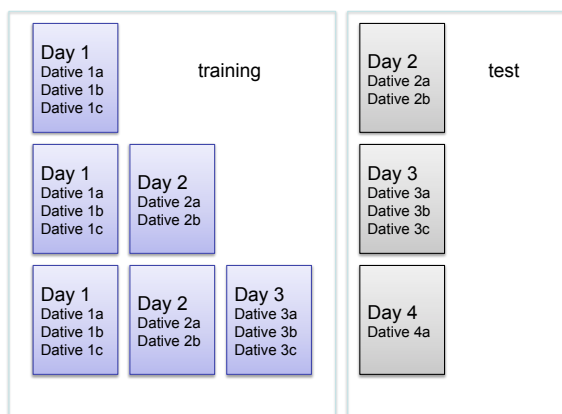 training
test
Day 1
Dative 1a
Dative 1b
Dative 1c
Day 2
Dative 2a
Dative 2b
Day 1
Dative 1a
Dative 1b
Dative 1c
Day 2
Dative 2a
Dative 2b
Day 3
Dative 3a
Dative 3b
Dative 3c
Day 1
Dative 1a
Dative 1b
Dative 1c
Day 2
Dative 2a
Dative 2b
Day 3
Dative 3a
Dative 3b
Dative 3c
Day 4
Dative 4a